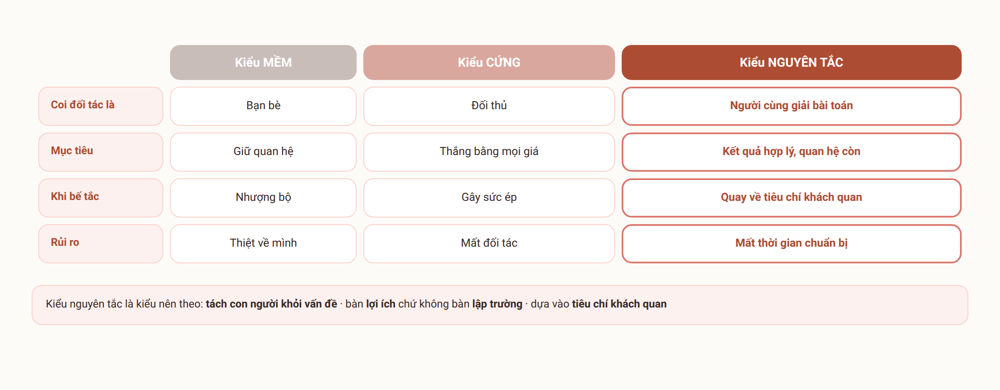 Kiểu MỀM
Kiểu CỨNG
Kiểu NGUYÊN TẮC
Coi đối tác là
Bạn bè
Đối thủ
Người cùng giải bài toán
Mục tiêu
Giữ quan hệ
Thắng bằng mọi giá
Kết quả hợp lý, quan hệ còn
Khi bế tắc
Nhượng bộ
Gây sức ép
Quay về tiêu chí khách quan
Rủi ro
Thiệt về mình
Mất đối tác
Mất thời gian chuẩn bị
Kiểu nguyên tắc là kiểu nên theo: tách con người khỏi vấn đề · bàn lợi ích chứ không bàn lập trường · dựa vào tiêu chí khách quan